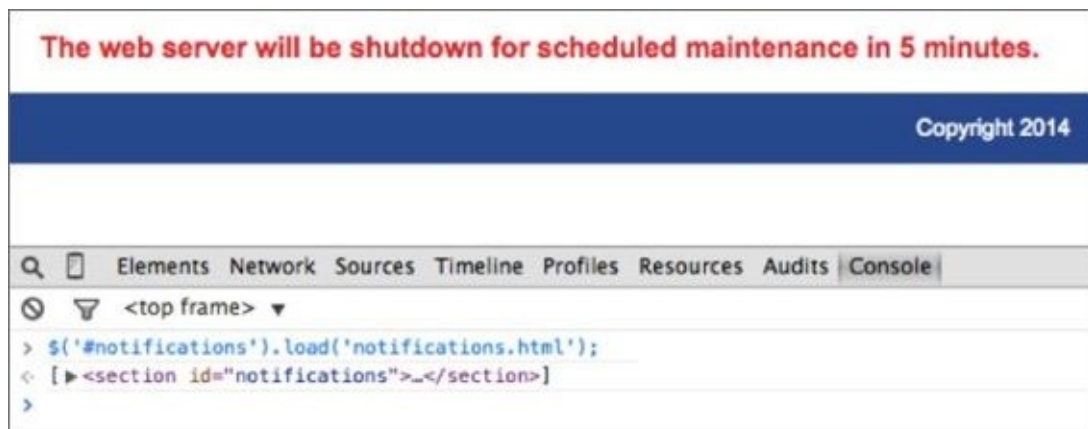 The web server will be shutdown for scheduled maintenance in 5 minutes.
Copyright 2014
Elements Network Sources Timeline Profiles Resources Audits Console
<top frame> ▼
> $('#notifications').load('notifications.html');
<· [▶<section id="notifications">…</section>]
>